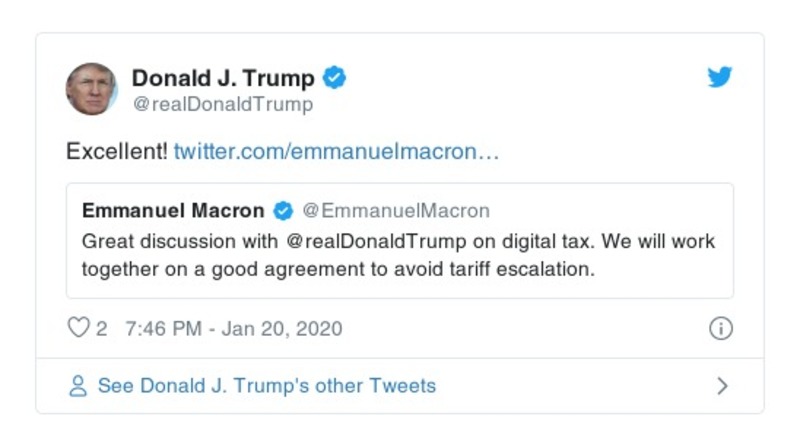 Donald J. Trump
@realDonaldTrump
Excellent! twitter.com/emmanuelmacron…
Emmanuel Macron @EmmanuelMacron
Great discussion with @realDonaldTrump on digital tax. We will work
together on a good agreement to avoid tariff escalation.
2 7:46 PM - Jan 20, 2020
See Donald J. Trump's other Tweets